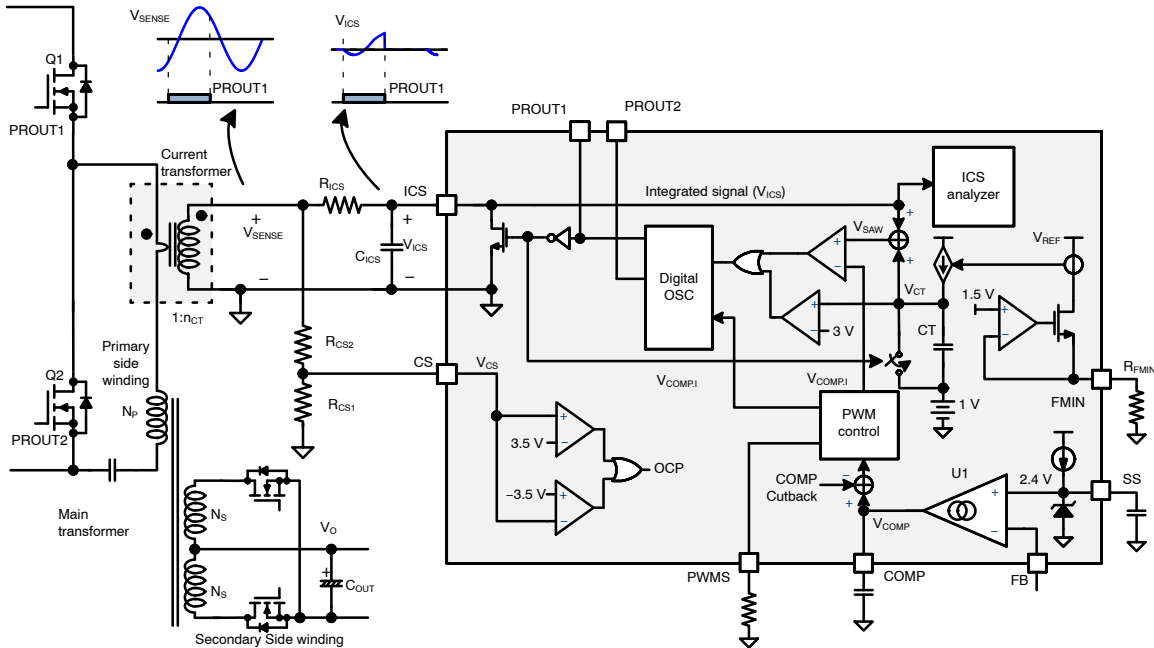 VSENSE
VICS
PROUT1
PROUT1
Q1
PROUT1
Current
transformer
+
VSENSE
−
1:nCT
RICS
ICS
+
VICS
CICS
−
RCS2
CS
VCS
RCS1
Primary
side
winding
NP
Q2
PROUT2
Main
transformer
NS
NS
VO
+
COUT
Secondary Side winding
PROUT1
PROUT2
Integrated signal (VICS)
ICS
analyzer
+
VSAW
+
+
−
Digital
OSC
VCT
+
−
3 V
CT
1 V
VREF
1.5 V
+
−
FMIN
RFMIN
VCOMP.I
VCOMP.I
PWM
control
+
3.5 V
−
−3.5 V
+
−
OCP
COMP
Cutback
−
+
VCOMP
U1
+
−
2.4 V
SS
PWMS
COMP
FB